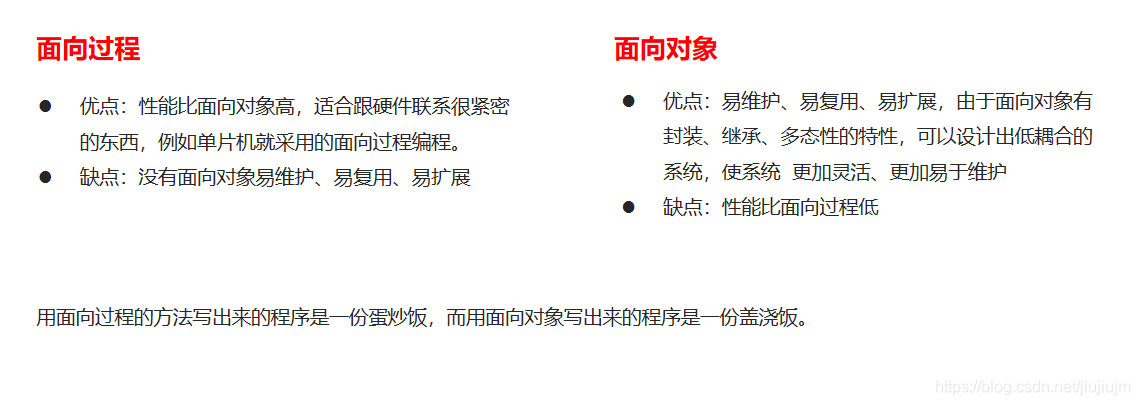 面向过程
● 优点：性能比面向对象高，适合跟硬件联系很紧密
的东西，例如单片机就采用的面向过程编程。
● 缺点：没有面向对象易维护、易复用、易扩展
面向对象
● 优点：易维护、易复用、易扩展，由于面向对象有
封装、继承、多态性的特性，可以设计出低耦合的
系统，使系统 更加灵活、更加易于维护
● 缺点：性能比面向过程低
用面向过程的方法写出来的程序是一份蛋炒饭，而用面向对象写出来的程序是一份盖浇饭。
https://blog.csdn.net/jiujiujm